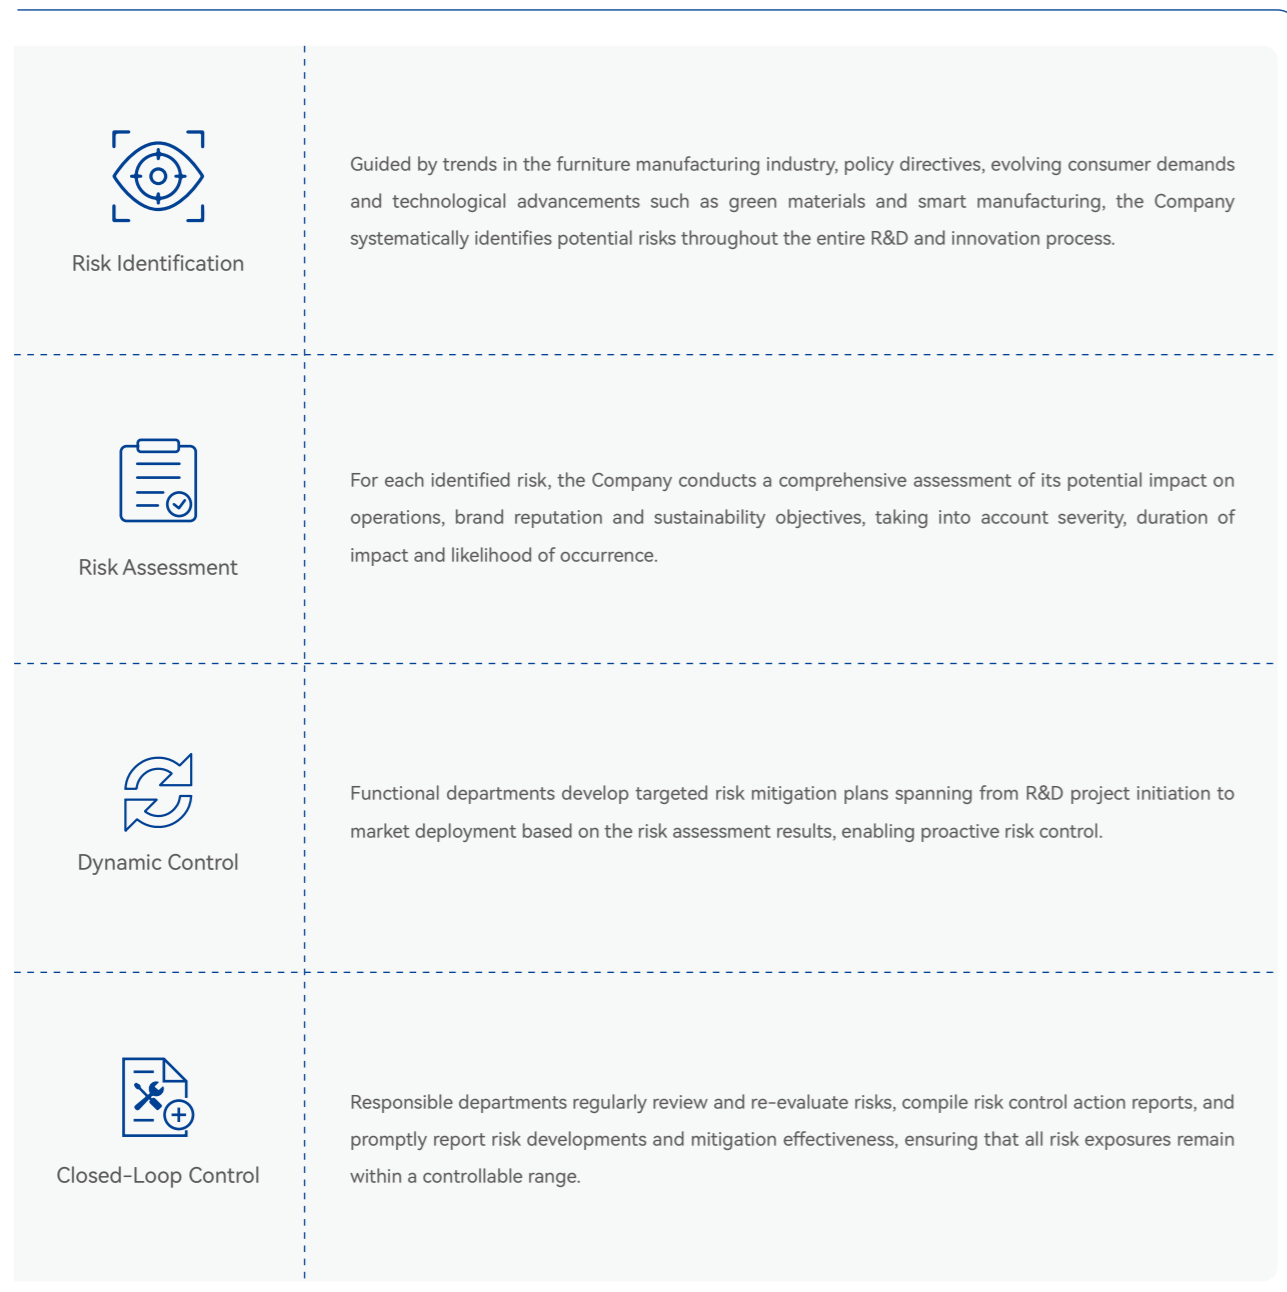 Risk Identification
Guided by trends in the furniture manufacturing industry, policy directives, evolving consumer demands
and technological advancements such as green materials and smart manufacturing, the Company
systematically identifies potential risks throughout the entire R&D and innovation process.
Risk Assessment
For each identified risk, the Company conducts a comprehensive assessment of its potential impact on
operations, brand reputation and sustainability objectives, taking into account severity, duration of
impact and likelihood of occurrence.
Dynamic Control
Functional departments develop targeted risk mitigation plans spanning from R&D project initiation to
market deployment based on the risk assessment results, enabling proactive risk control.
Closed-Loop Control
Responsible departments regularly review and re-evaluate risks, compile risk control action reports, and
promptly report risk developments and mitigation effectiveness, ensuring that all risk exposures remain
within a controllable range.